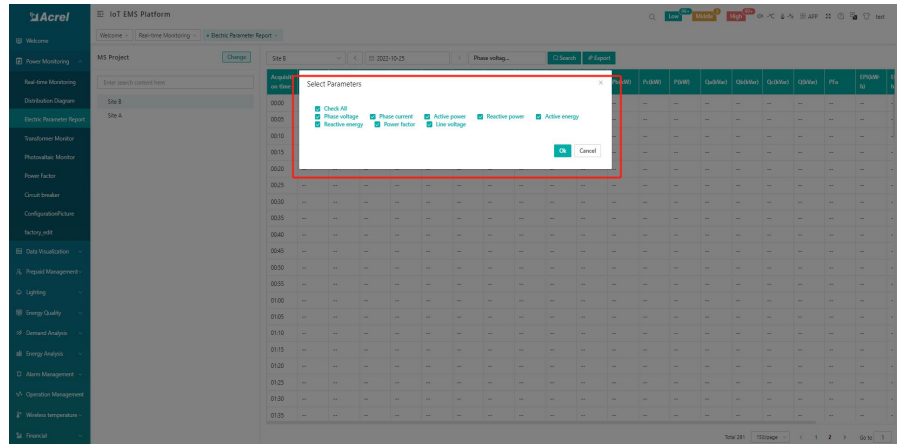 Acrel
IoT EMS Platform
Low
Middle
High
APP
test
Welcome
Welcome
Real-time Monitoring
Electric Parameter Report
Power Monitoring
MS Project
Change
Site B
2022-10-25
Phase voltag...
Search
Export
Real-time Monitoring
Enter search content here
Distribution Diagram
Site B
Electric Parameter Report
Site A
Transformer Monitor
Photovoltaic Monitor
Power Factor
Circuit breaker
ConfigurationPicture
factory_edit
Data Visualization
Prepaid Management
Lighting
Energy Quality
Demand Analysis
Energy Analysis
Alarm Management
Operation Management
Wireless temperature
Financial
Select Parameters
Check All
Phase voltage Phase current Active power Reactive power Active energy
Reactive energy Power factor Line voltage
Ok Cancel
on time
Pc(kW) P(kW) Qa(kVar) Qb(kVar) Qc(kVar) Q(kVar) PFa
00:00
00:05
00:10
00:15
00:20
00:25
00:30
00:35
00:40
00:45
00:50
00:55
01:00
01:05
01:10
01:15
01:20
01:25
01:30
01:35
Total 291
150/page
1 2
Go to 1